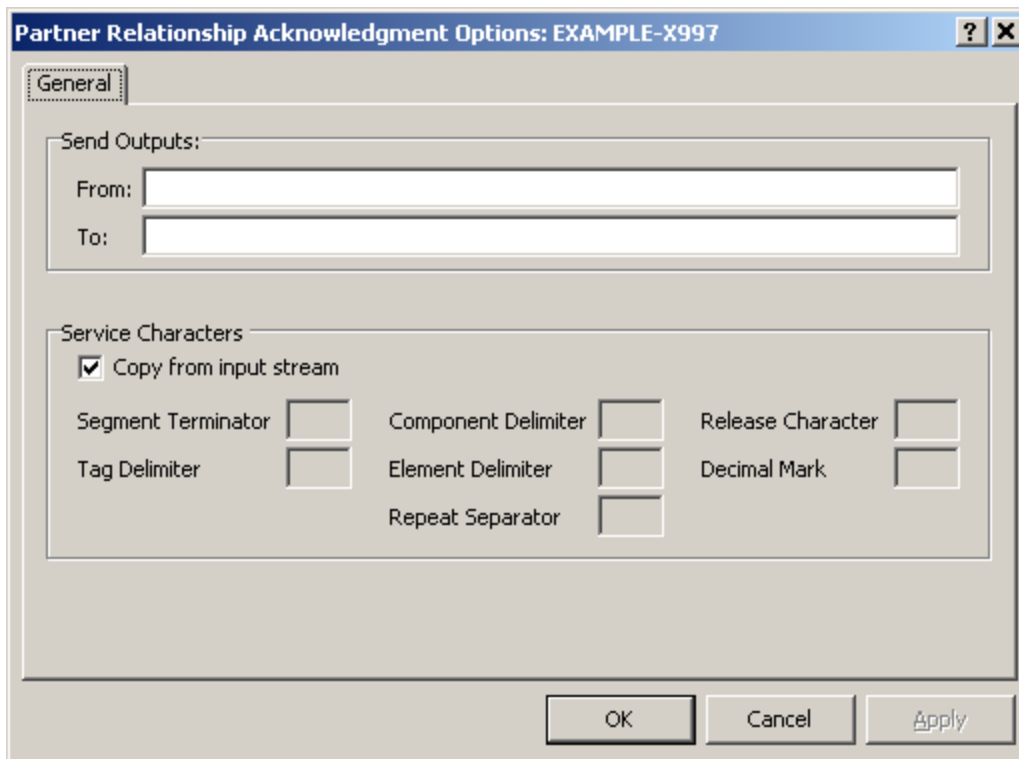 Partner Relationship Acknowledgment Options: EXAMPLE-X997
General
Send Outputs:
From:
To:
Service Characters
Copy from input stream
Segment Terminator Component Delimiter Release Character
Tag Delimiter Element Delimiter Decimal Mark
Repeat Separator
OK Cancel Apply